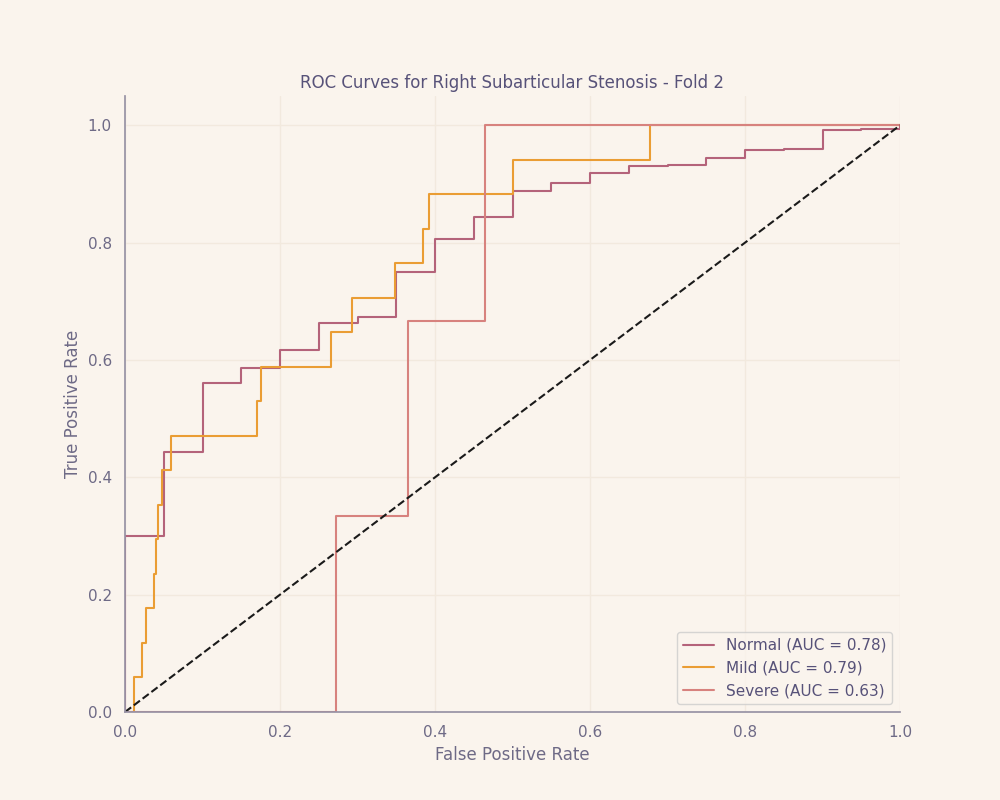 ROC Curves for Right Subarticular Stenosis - Fold 2
True Positive Rate
1.0
0.8
0.6
0.4
0.2
0.0
Normal (AUC = 0.78)
Mild (AUC = 0.79)
Severe (AUC = 0.63)
0.0 0.2 0.4 0.6 0.8 1.0
False Positive Rate